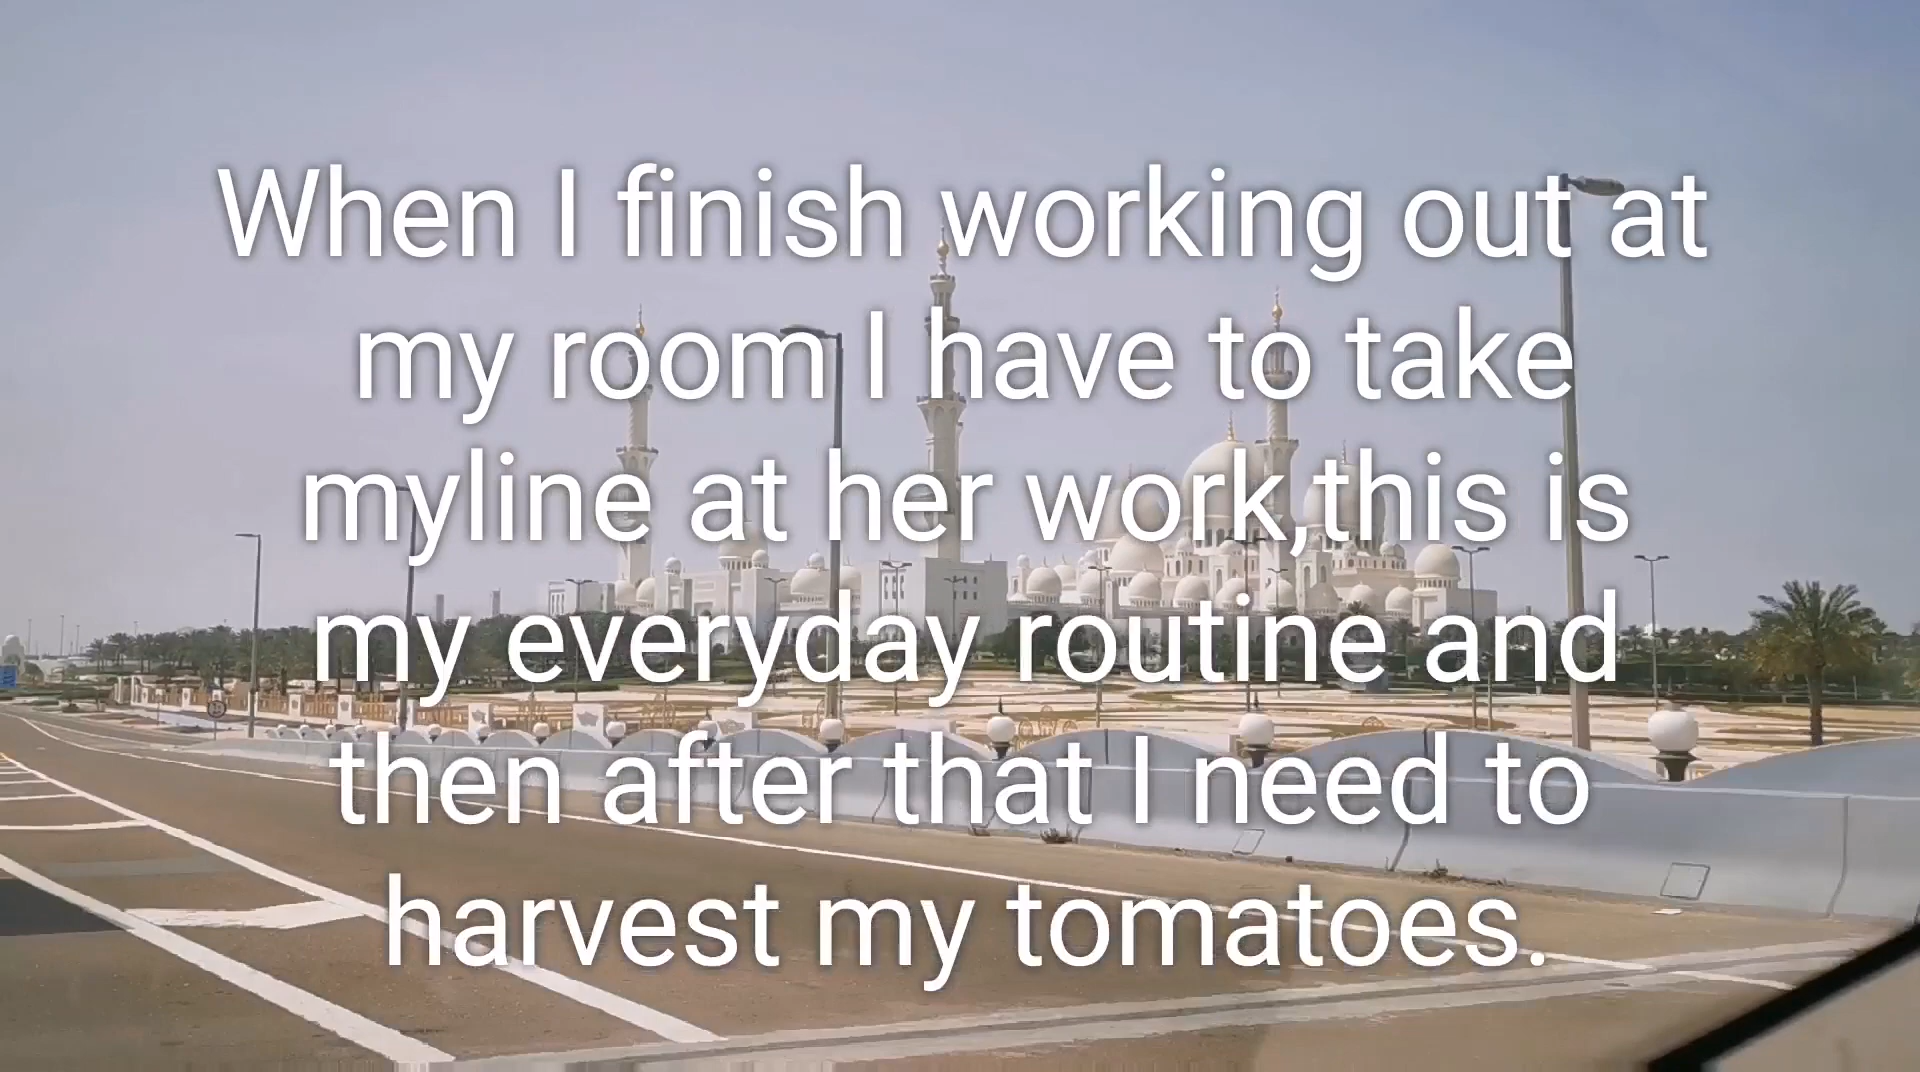 When I finish working out at
my room I have to take
myline at her work,this is
my everyday routine and
then after that I need to
harvest my tomatoes.